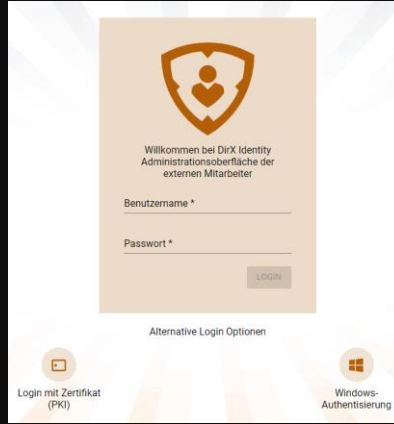 Willkommen bei DirX Identity
Administrationsoberfläche der
externen Mitarbeiter
Benutzername *
Passwort *
LOGIN
Alternative Login Optionen
Login mit Zertifikat
(PKI)
Windows-
Authentisierung